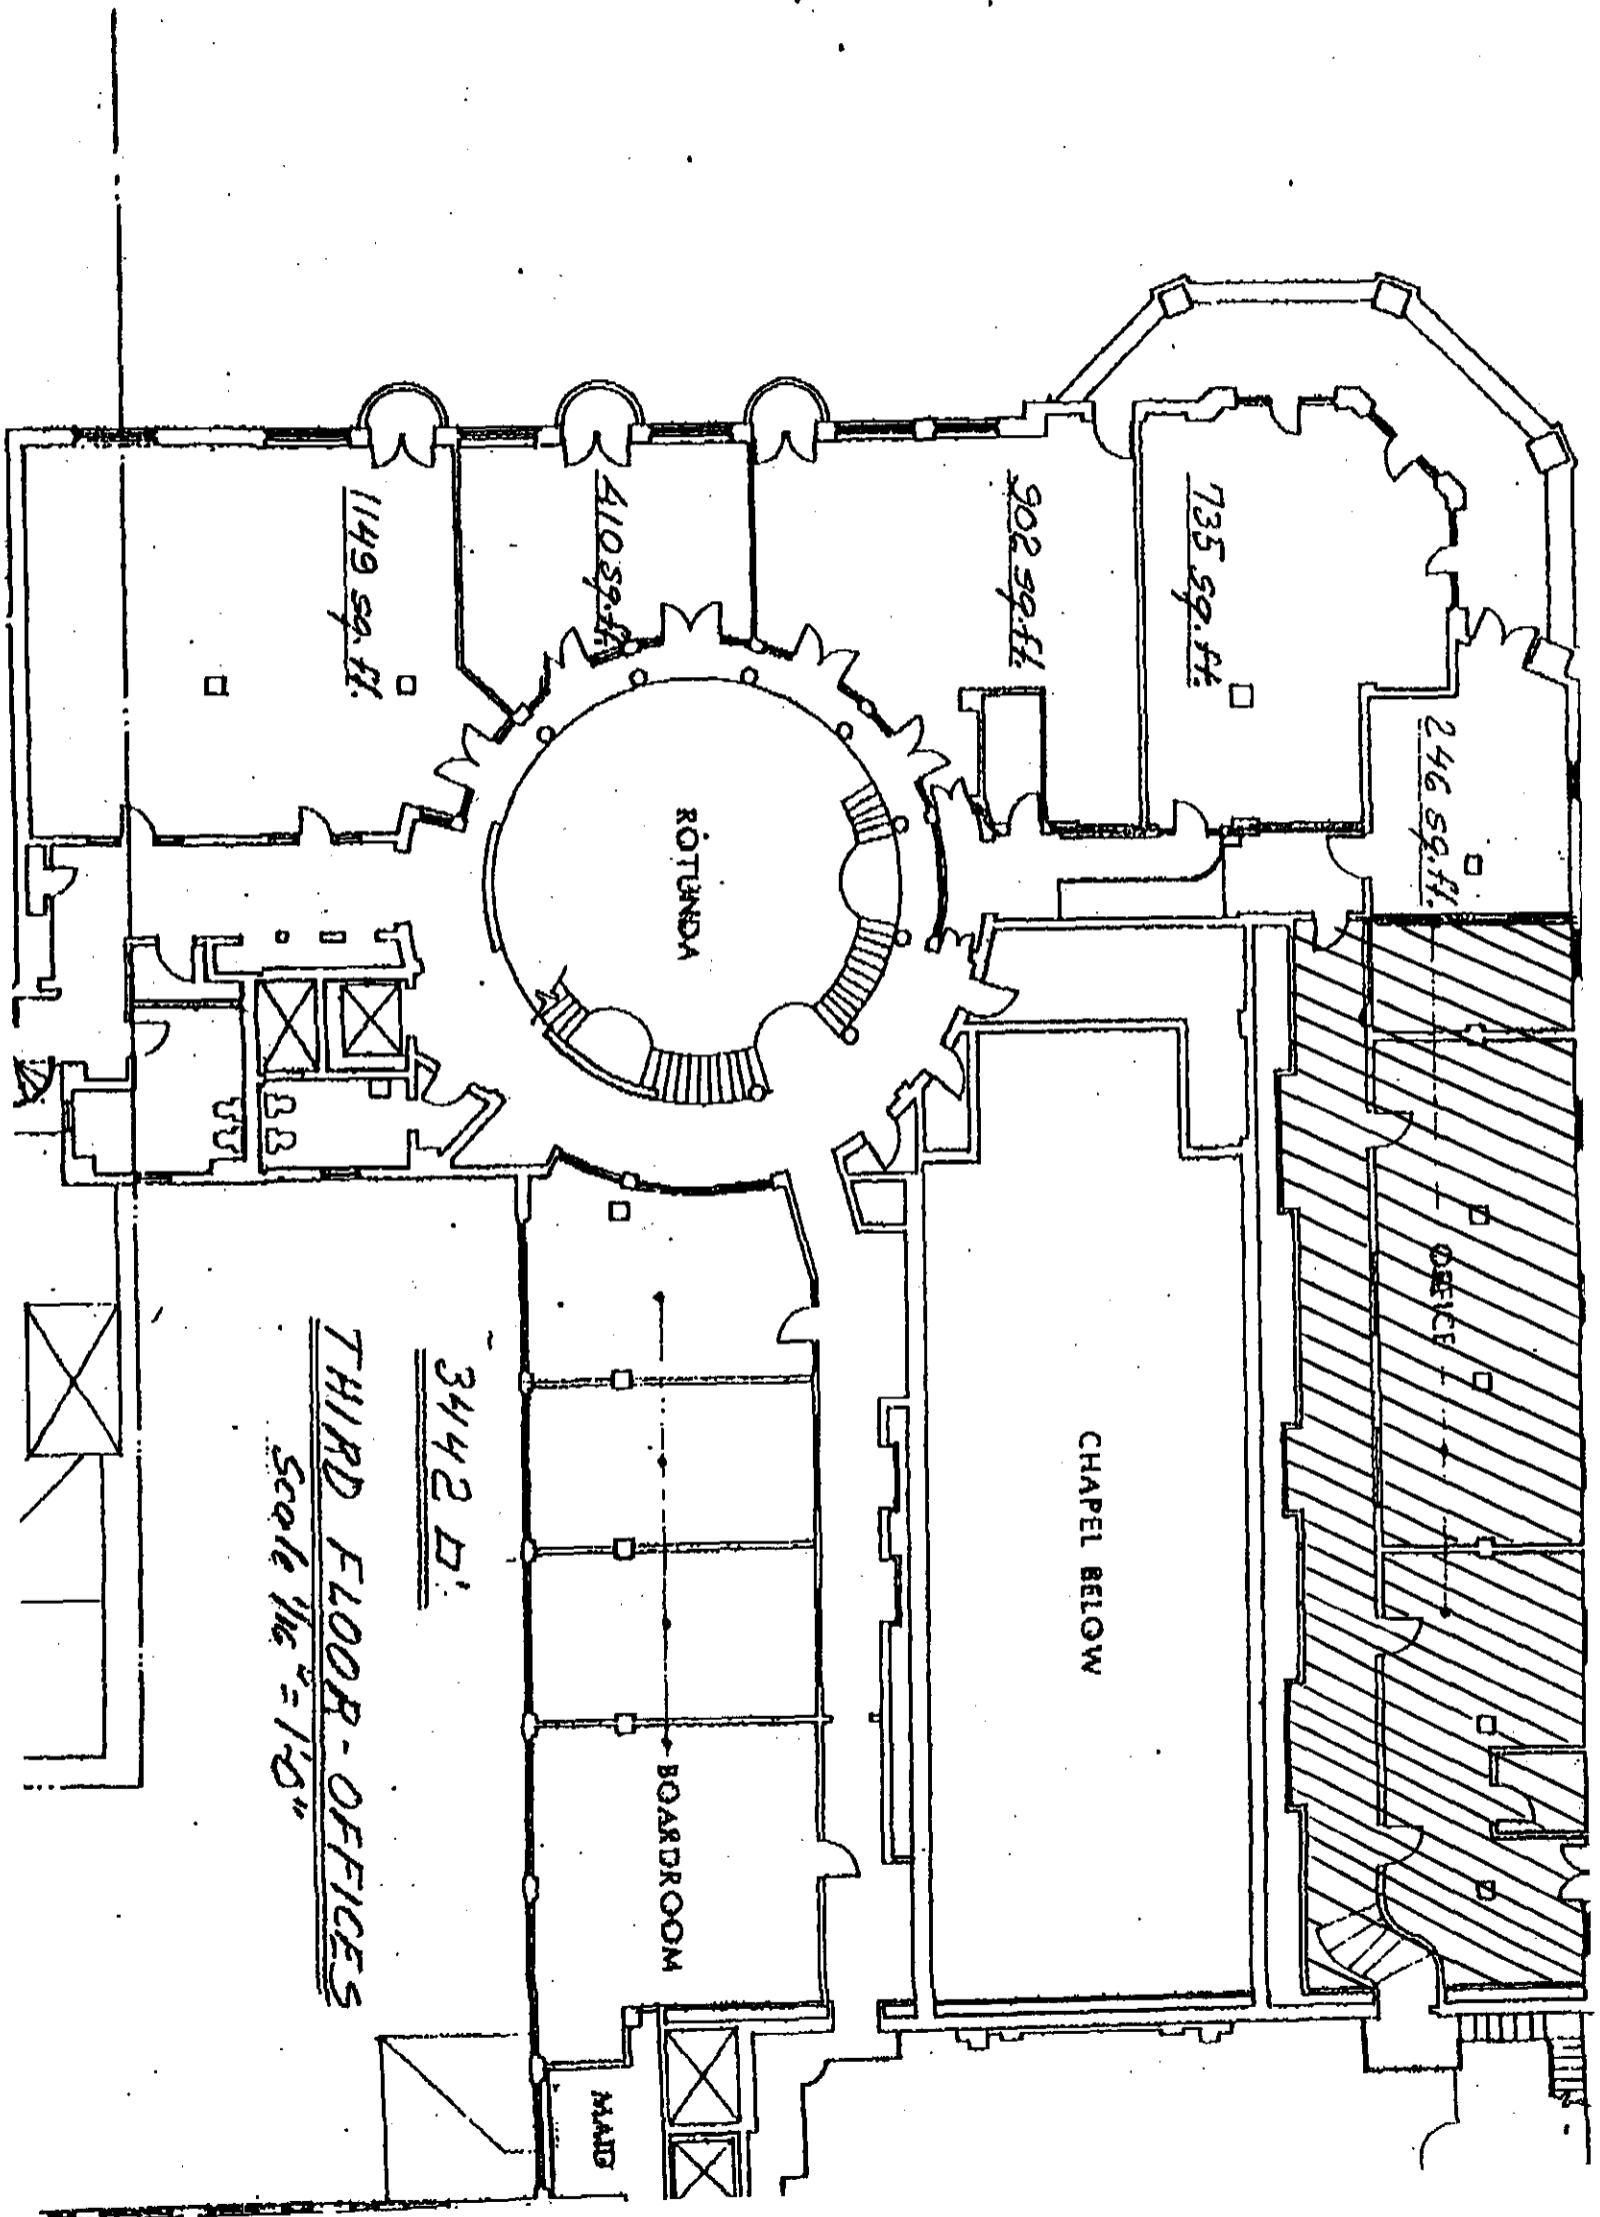 246 sq.ft.
735 sq.ft.
902 sq.ft.
410 sq.ft.
1149 sq.ft.
ROTUNDA
OFFICE
CHAPEL BELOW
BOARDROOM
MAID
3442 □'
THIRD FLOOR - OFFICES
Scale 1/16" = 1'-0"